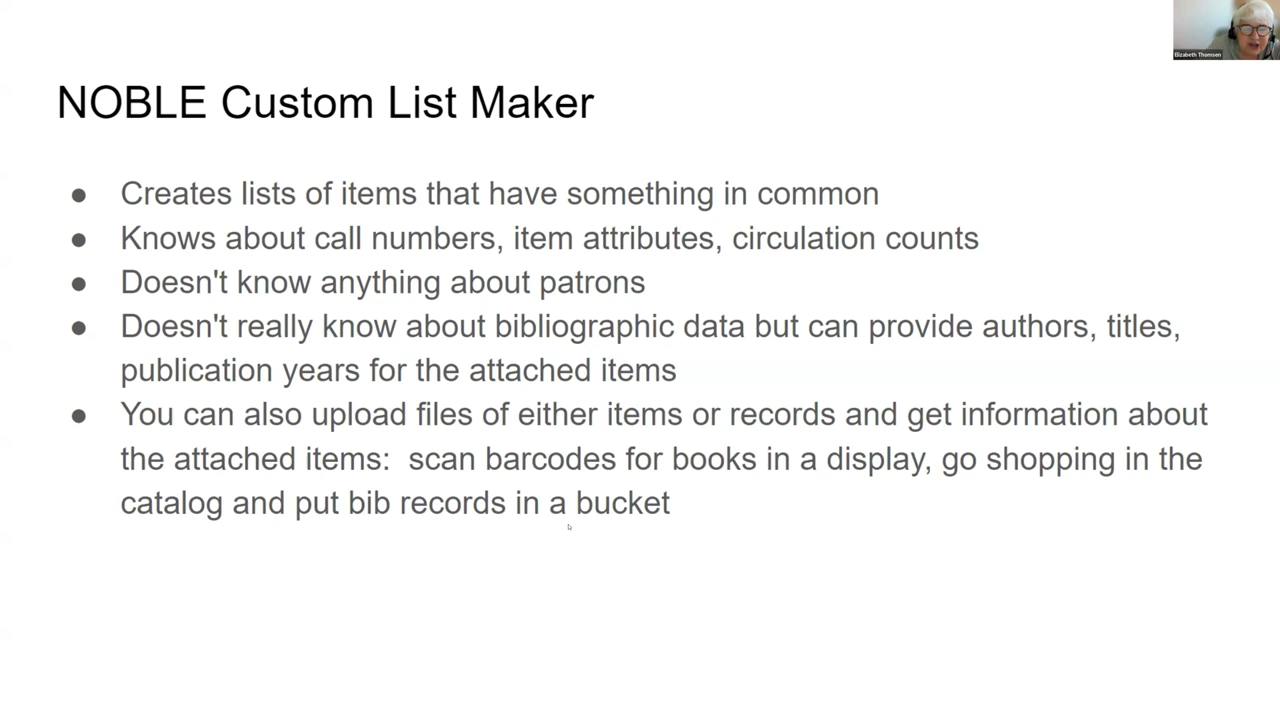 Elizabeth Thomsen
NOBLE Custom List Maker
● Creates lists of items that have something in common
● Knows about call numbers, item attributes, circulation counts
● Doesn't know anything about patrons
● Doesn't really know about bibliographic data but can provide authors, titles,
publication years for the attached items
● You can also upload files of either items or records and get information about
the attached items:  scan barcodes for books in a display, go shopping in the
catalog and put bib records in a bucket